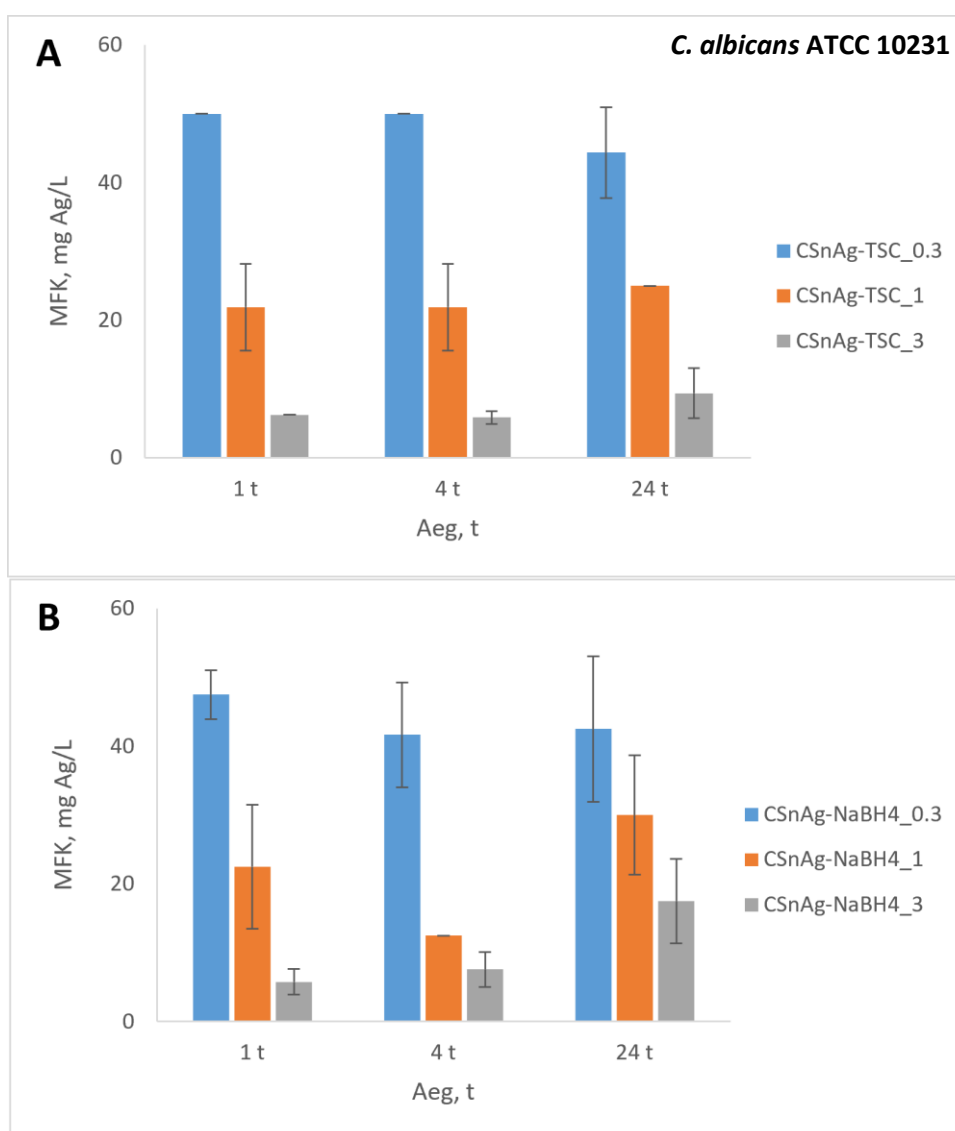 A
C. albicans ATCC 10231
60
40
20
0
MFK, mg Ag/L
1 t
4 t
24 t
Aeg, t
CSnAg-TSC_0.3
CSnAg-TSC_1
CSnAg-TSC_3
B
60
40
20
0
MFK, mg Ag/L
1 t
4 t
24 t
Aeg, t
CSnAg-NaBH4_0.3
CSnAg-NaBH4_1
CSnAg-NaBH4_3